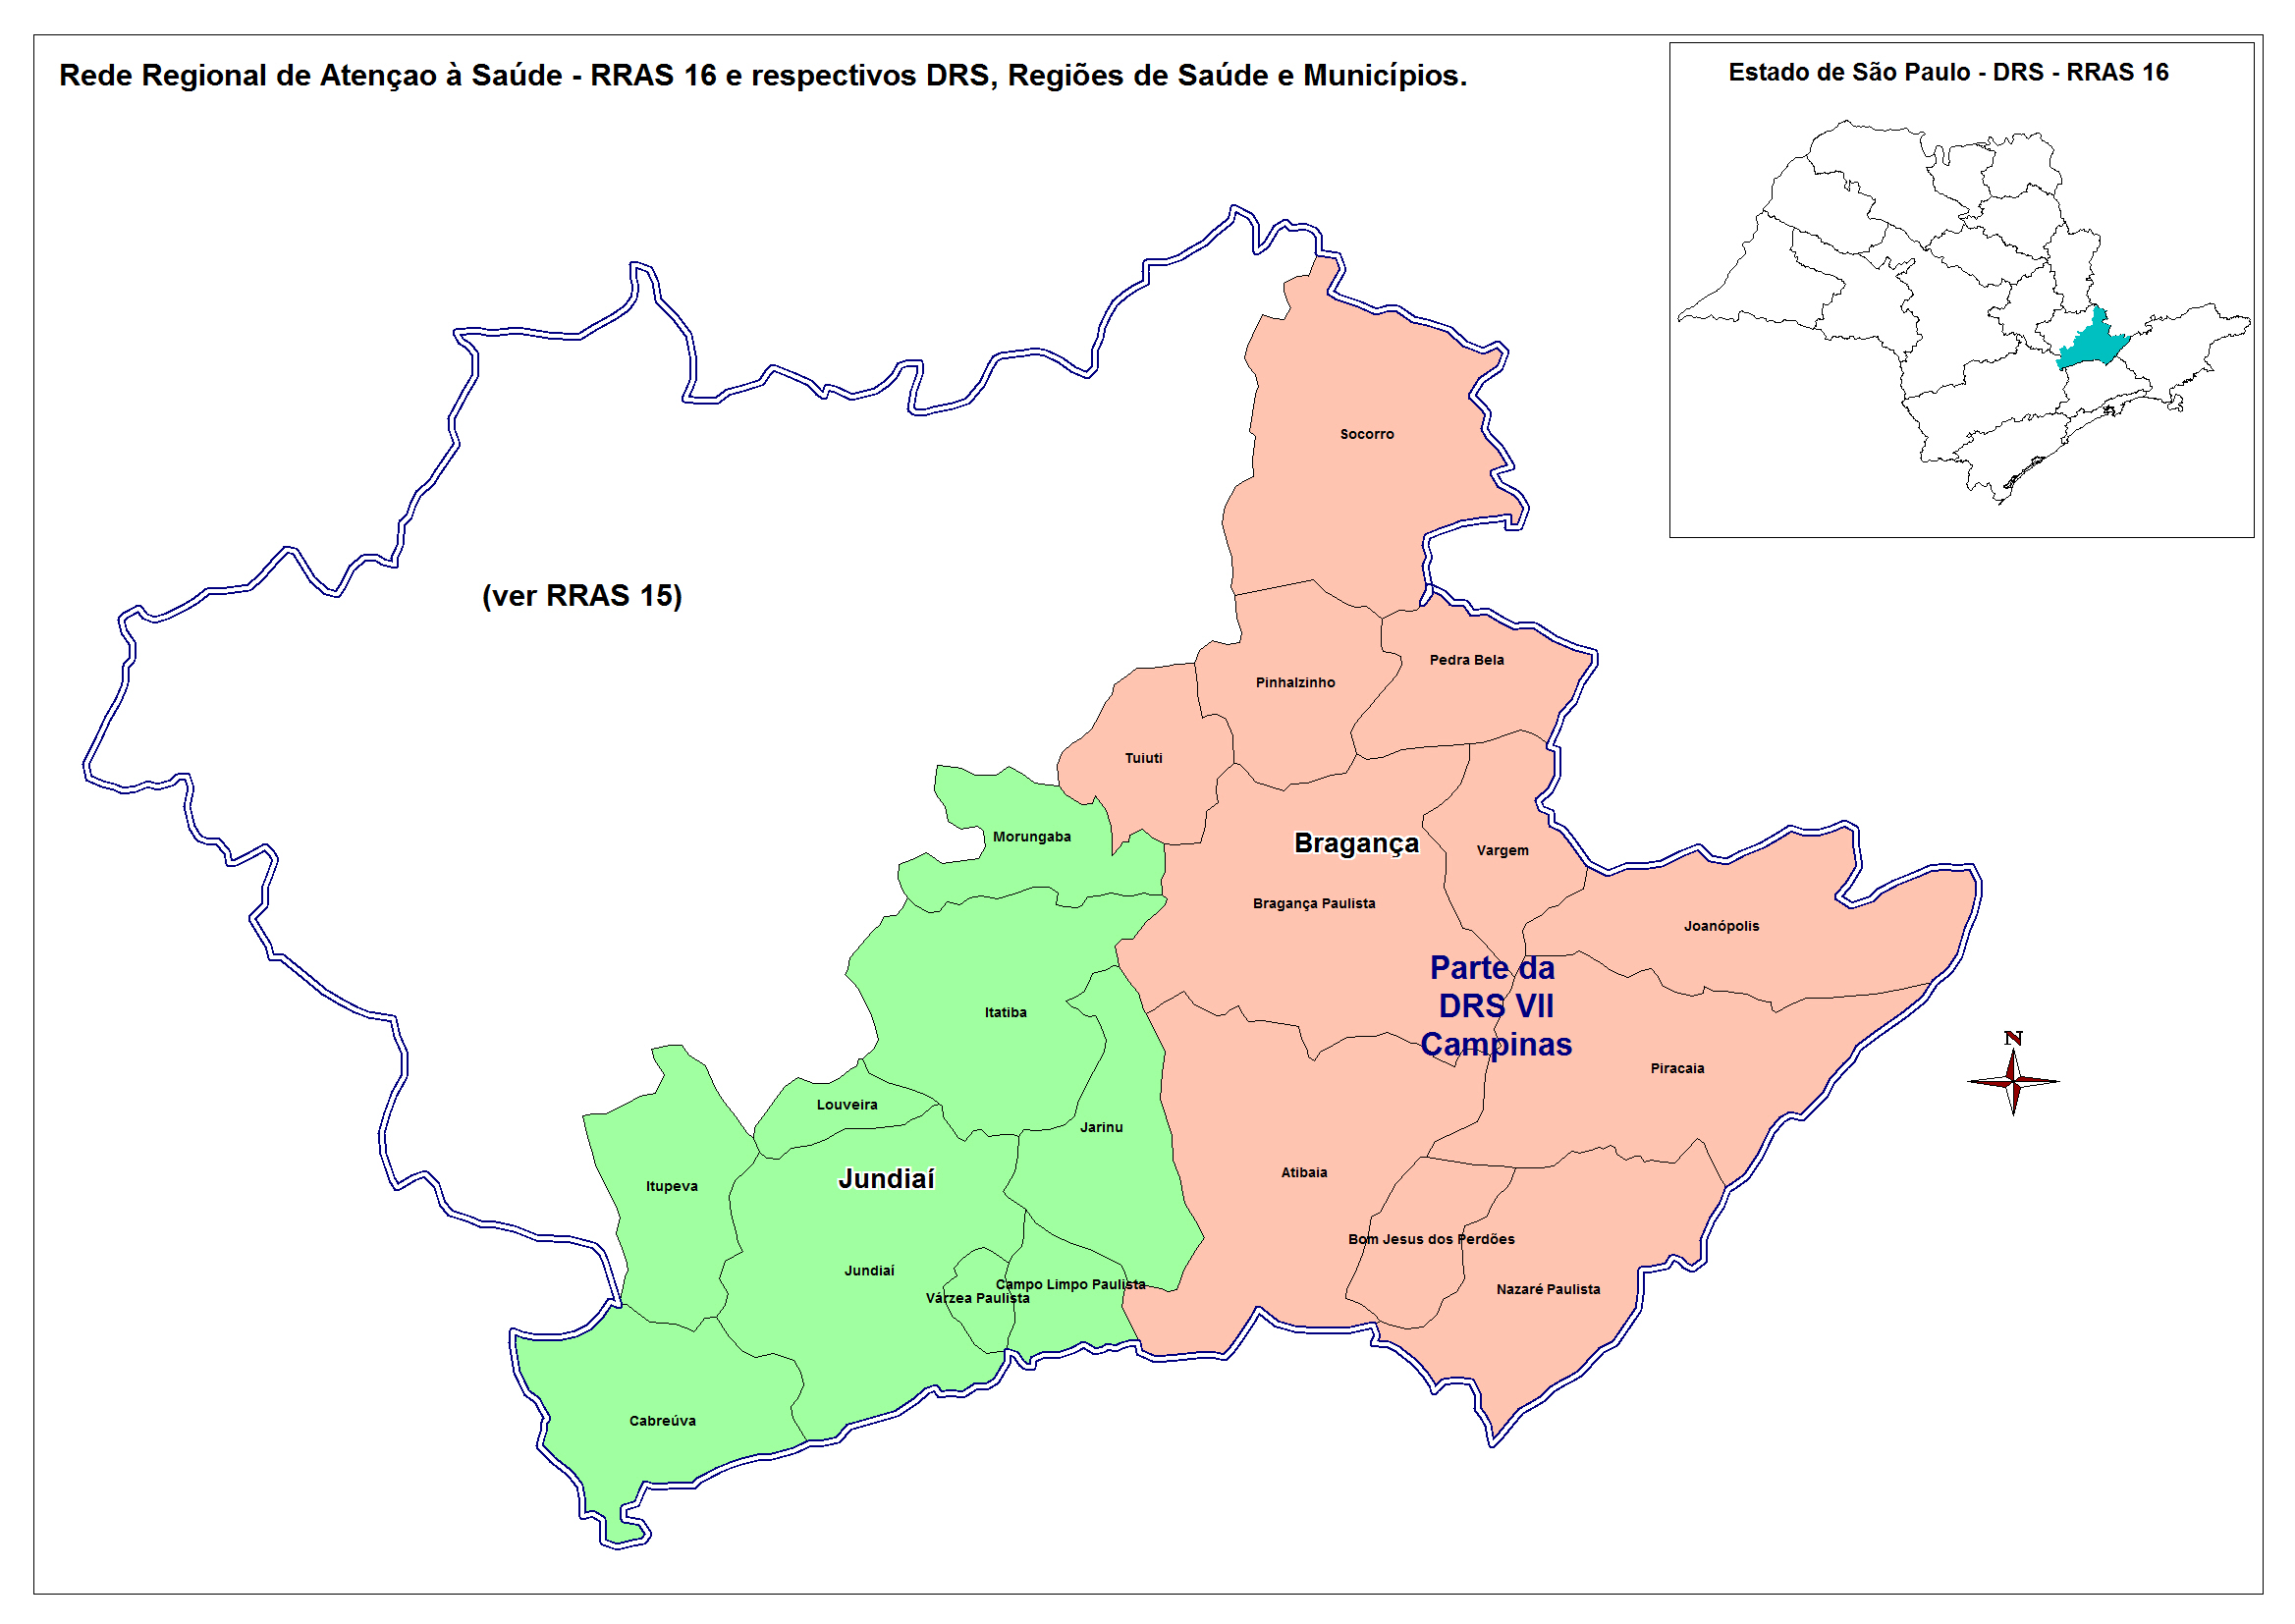 Rede Regional de Atençao à Saúde - RRAS 16 e respectivos DRS, Regiões de Saúde e Municípios.
Estado de São Paulo - DRS - RRAS 16
Socorro
(ver RRAS 15)
Pedra Bela
Pinhalzinho
Tuiuti
Morungaba
Bragança
Vargem
Bragança Paulista
Joanópolis
Parte da
DRS VII
Campinas
Itatiba
N
Piracaia
Louveira
Jarinu
Atibaia
Jundiaí
Itupeva
Bom Jesus dos Perdões
Jundiaí
Campo Limpo Paulista
Várzea Paulista
Nazaré Paulista
Cabreúva